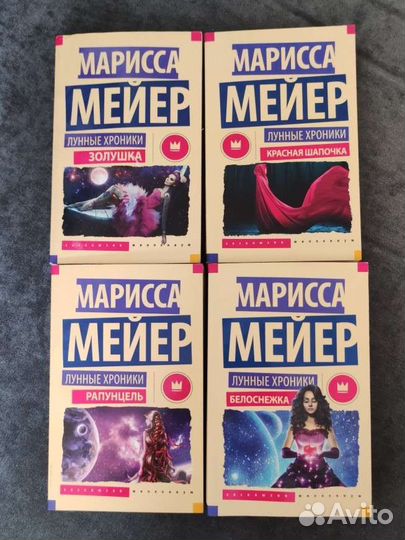 МАРИССА
МЕЙЕР
ЛУННЫЕ ХРОНИКИ
ЗОЛУШКА
МАРИССА
МЕЙЕР
ЛУННЫЕ ХРОНИКИ
КРАСНАЯ ШАПОЧКА
МАРИССА
МЕЙЕР
ЛУННЫЕ ХРОНИКИ
РАПУНЦЕЛЬ
МАРИССА
МЕЙЕР
ЛУННЫЕ ХРОНИКИ
БЕЛОСНЕЖКА
Avito